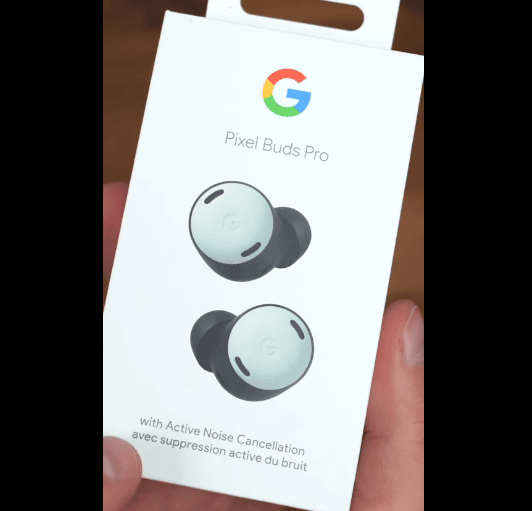 G
Pixel Buds Pro
G
G
with Active Noise Cancellation
avec suppression active du bruit